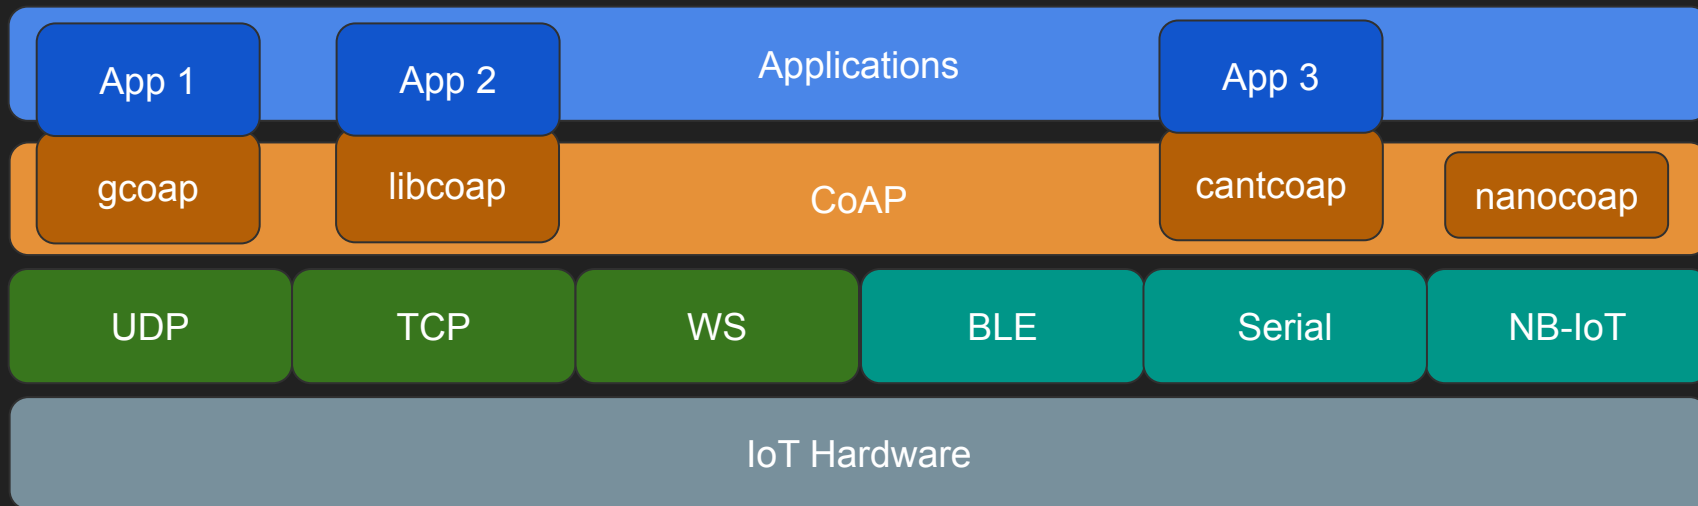 App 1
App 2
Applications
App 3
gcoap
libcoap
CoAP
cantcoap
nanocoap
UDP
TCP
WS
BLE
Serial
NB-IoT
IoT Hardware